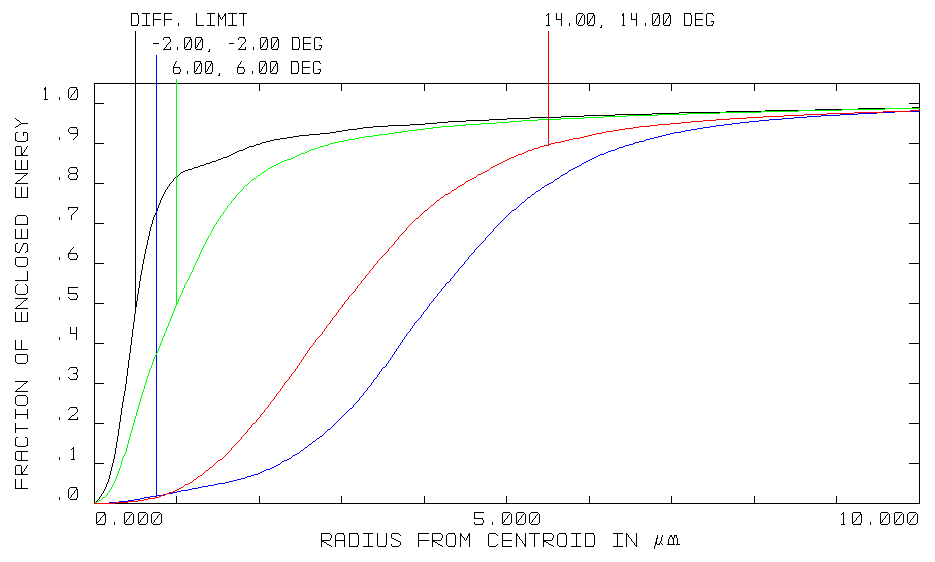 DIFF. LIMIT
14.00, 14.00 DEG
-2.00, -2.00 DEG
6.00, 6.00 DEG
1.0
.9
.8
.7
.6
.5
.4
.3
.2
.1
.0
FRACTION OF ENCLOSED ENERGY
0.000 5.000 10.000
RADIUS FROM CENTROID IN µm